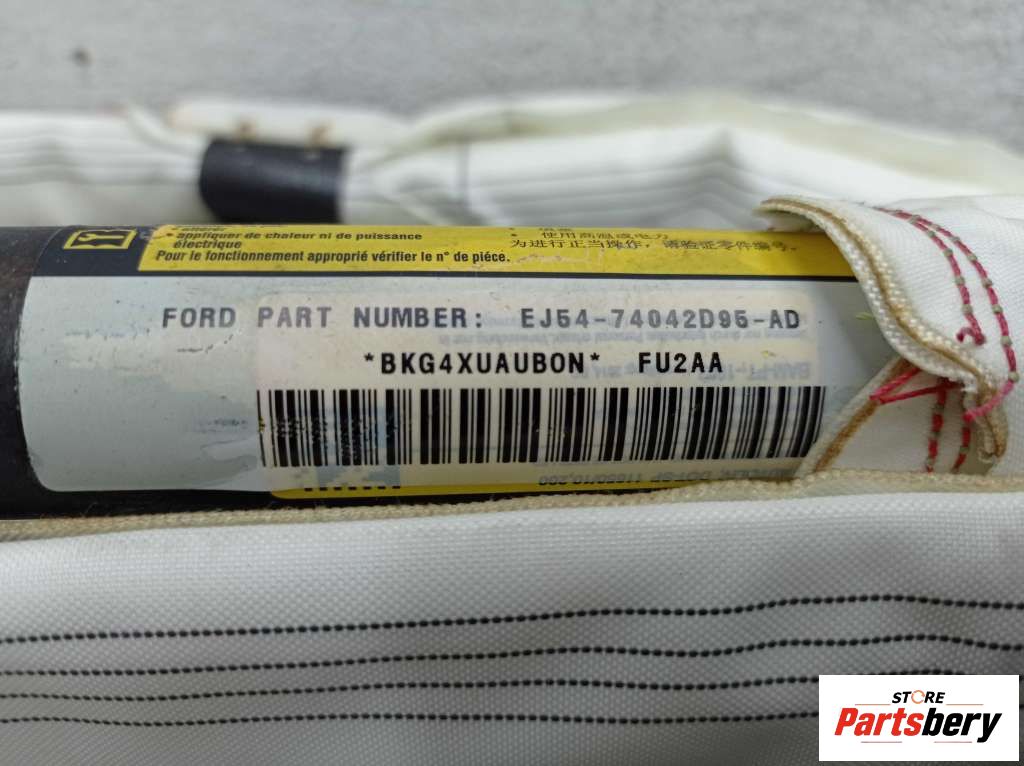 appliquer de chaleur ni de puissance
électrique
Pour le fonctionnement approprié vérifier le n° de piéce.
使用高温或电力
为进行正当操作，请验证零件编号。
FORD PART NUMBER: EJ54-74042D95-AD
*BKG4XUAUBON* FU2AA
STORE
Partsbery